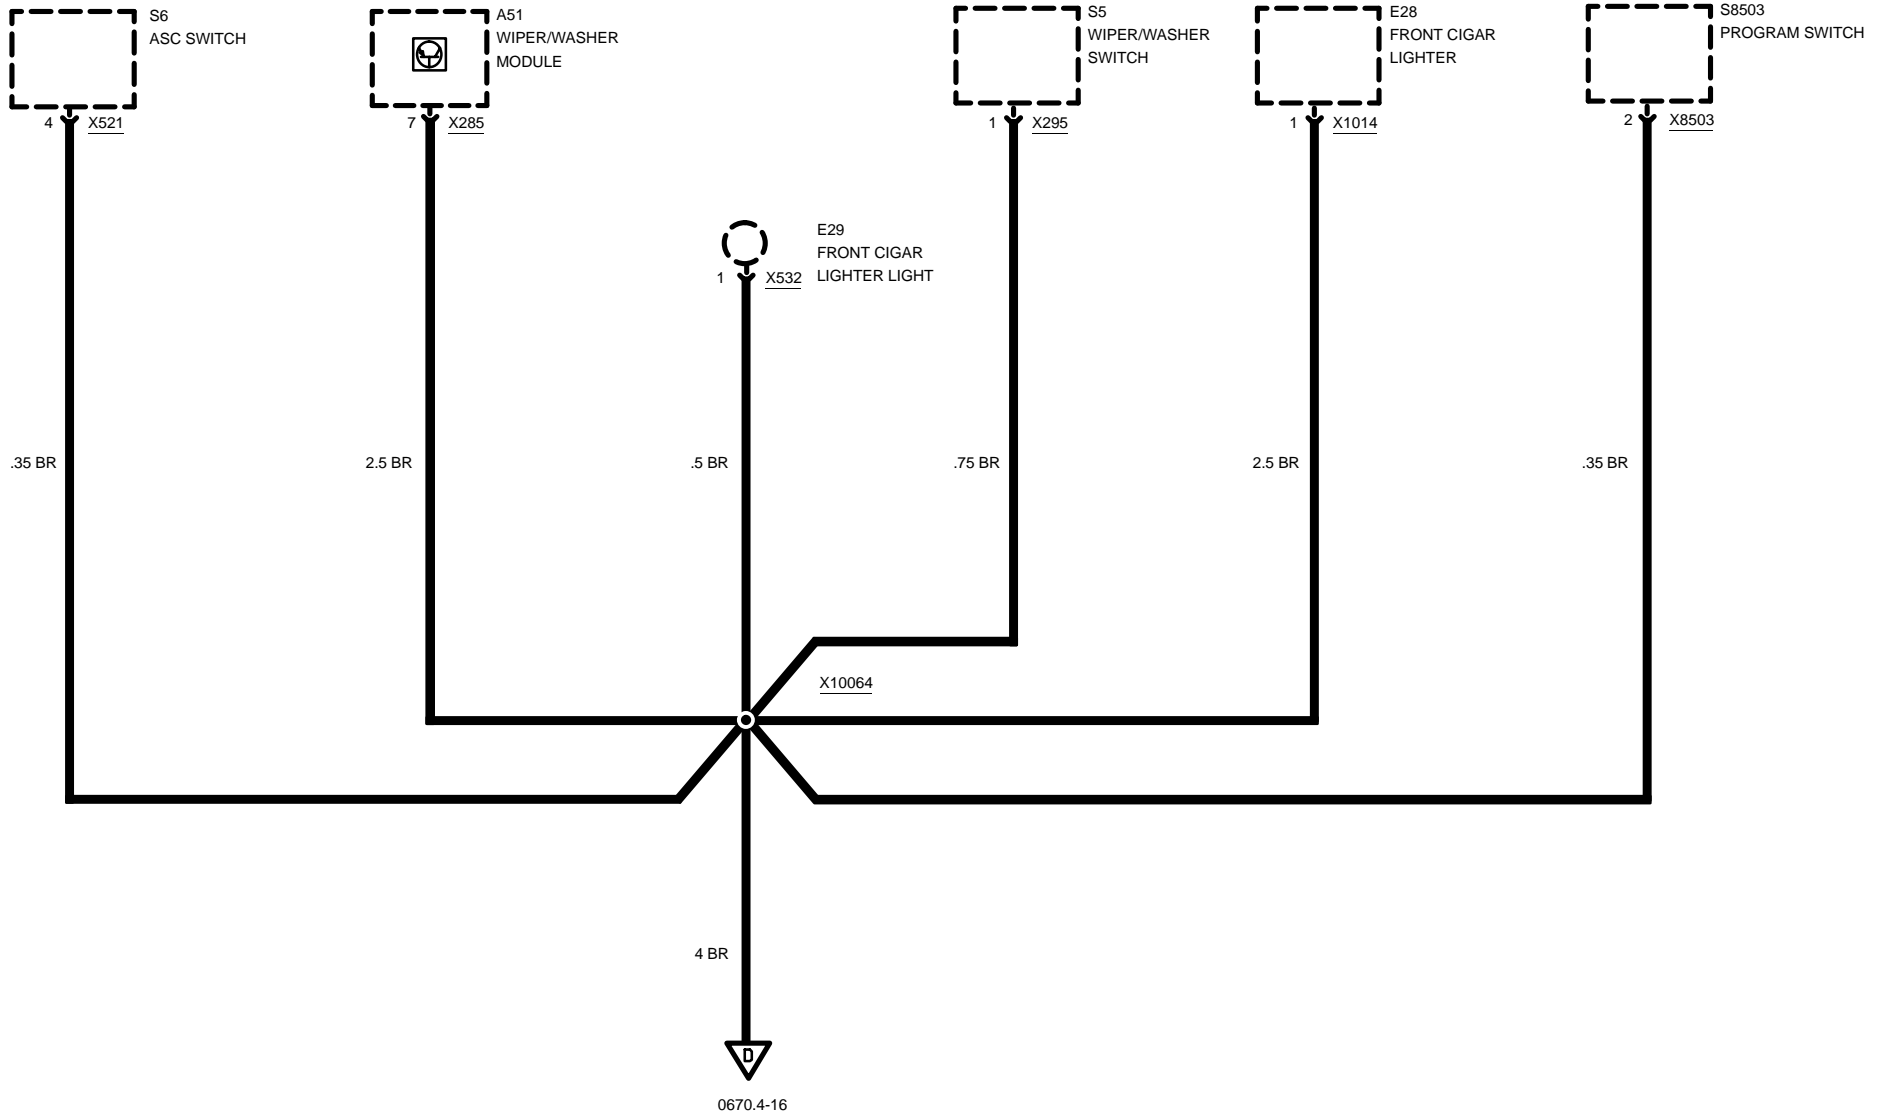 S6
ASC SWITCH
A51
WIPER/WASHER
MODULE
S5
WIPER/WASHER
SWITCH
E28
FRONT CIGAR
LIGHTER
S8503
PROGRAM SWITCH
4 X521
7 X285
1 X295
1 X1014
2 X8503
E29
FRONT CIGAR
LIGHTER LIGHT
1 X532
.35 BR
2.5 BR
.5 BR
.75 BR
2.5 BR
.35 BR
X10064
4 BR
D
0670.4-16